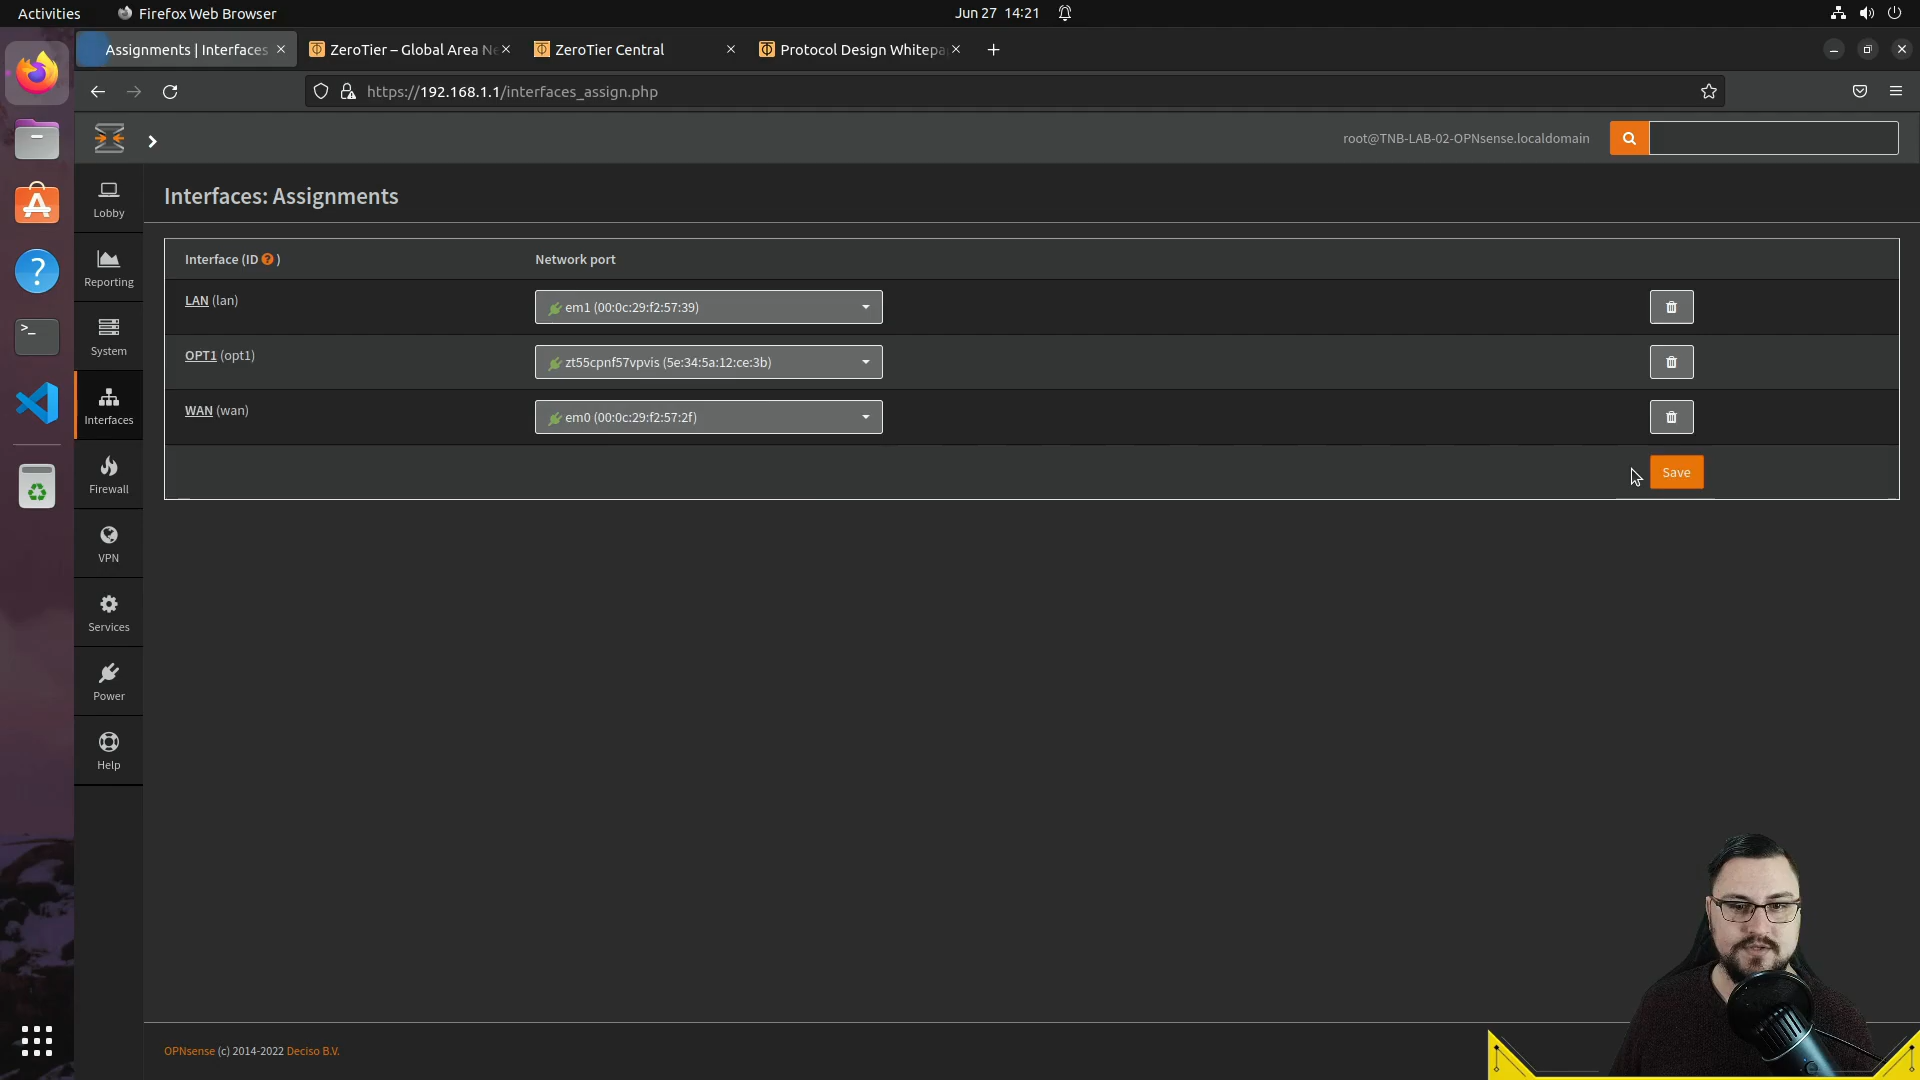 Activities
Firefox Web Browser
Jun 27 14:21
Assignments | Interfaces
ZeroTier – Global Area Ne
ZeroTier Central
Protocol Design Whitepa
https://192.168.1.1/interfaces_assign.php
root@TNB-LAB-02-OPNsense.localdomain
Lobby
Reporting
System
Interfaces
Firewall
VPN
Services
Power
Help
Interfaces: Assignments
Interface (ID ? )
Network port
LAN (lan)
em1 (00:0c:29:f2:57:39)
OPT1 (opt1)
zt55cpnf57vpvis (5e:34:5a:12:ce:3b)
WAN (wan)
em0 (00:0c:29:f2:57:2f)
Save
OPNsense (c) 2014-2022 Deciso B.V.